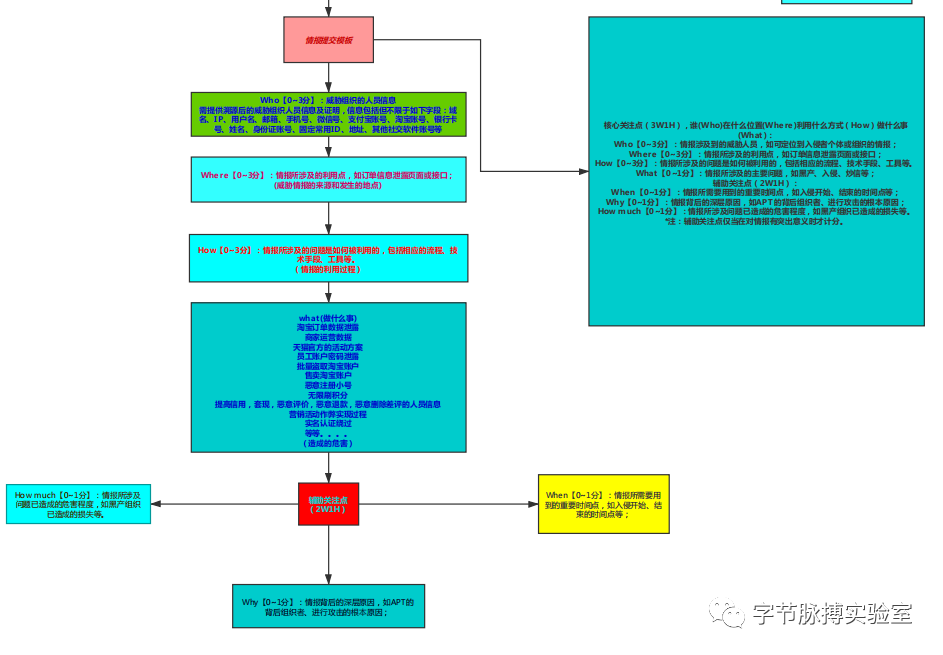 情报提交模板
Who【0~3分】：威胁组织的人员信息
需提供溯源后的威胁组织人员信息及证明，信息包括但不限于如下字段：域
名、IP、用户名、邮箱、手机号、微信号、支付宝账号、淘宝账号、银行卡
号、姓名、身份证账号、固定常用ID、地址、其他社交软件账号等
Where【0~3分】：情报所涉及的利用点，如订单信息泄露页面或接口；
(威胁情报的来源和发生的地点)
How【0~3分】：情报所涉及的问题是如何被利用的，包括相应的流程、技
术手段、工具等。
（情报的利用过程）
what(做什么事)
淘宝订单数据泄露
商家运营数据
天猫官方的活动方案
员工账户密码泄露
批量盗取淘宝账户
售卖淘宝账户
恶意注册小号
无限刷积分
提高信用，套现，恶意评价，恶意退款，恶意删除差评的人员信息
营销活动作弊实现过程
实名认证绕过
等等。。。。
（造成的危害）
核心关注点（3W1H），谁(Who)在什么位置(Where)利用什么方式（How）做什么事
(What)：
Who【0~3分】：情报涉及到的威胁人员，如可定位到入侵者个体或组织的情报；
Where【0~3分】：情报所涉及的利用点，如订单信息泄露页面或接口；
How【0~3分】：情报所涉及的问题是如何被利用的，包括相应的流程、技术手段、工具等。
What【0~1分】：情报所涉及的主要问题，如黑产、入侵、炒信等；
辅助关注点（2W1H）：
When【0~1分】：情报所需要用到的重要时间点，如入侵开始、结束的时间点等；
Why【0~1分】：情报背后的深层原因，如APT的背后组织者、进行攻击的根本原因；
How much【0~1分】：情报所涉及问题已造成的危害程度，如黑产组织已造成的损失等。
*注：辅助关注点仅当在对情报有突出意义时才计分。
How much【0~1分】：情报所涉及
问题已造成的危害程度，如黑产组织
已造成的损失等。
辅助关注点
（2W1H）
When【0~1分】：情报所需要用
到的重要时间点，如入侵开始、结
束的时间点等；
Why【0~1分】：情报背后的深层原因，如APT的
背后组织者、进行攻击的根本原因；
字节脉搏实验室